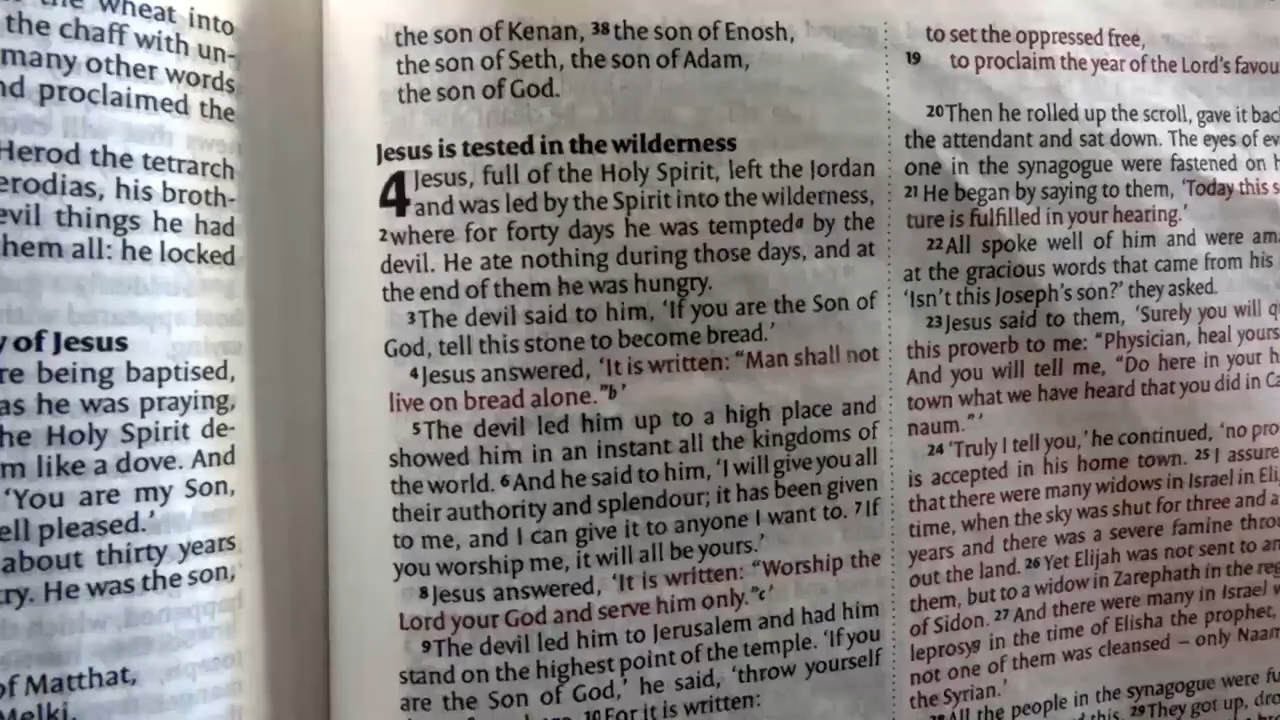 wheat into
the chaff with un-
many other words
nd proclaimed the
Herod the tetrarch
erodias, his broth-
evil things he had
hem all: he locked
y of Jesus
re being baptised,
as he was praying,
he Holy Spirit de-
m like a dove. And
'You are my Son,
ell pleased.'
about thirty years
ry. He was the son,
of Matthat,
Melki,
the son of Kenan, 38 the son of Enosh,
the son of Seth, the son of Adam,
the son of God.
Jesus is tested in the wilderness
4 Jesus, full of the Holy Spirit, left the Jordan
and was led by the Spirit into the wilderness,
2 where for forty days he was tempted a by the
devil. He ate nothing during those days, and at
the end of them he was hungry.
3 The devil said to him, 'If you are the Son of
God, tell this stone to become bread.'
4 Jesus answered, 'It is written: "Man shall not
live on bread alone."b'
5 The devil led him up to a high place and
showed him in an instant all the kingdoms of
the world. 6 And he said to him, 'I will give you all
their authority and splendour; it has been given
to me, and I can give it to anyone I want to. 7 If
you worship me, it will all be yours.'
8 Jesus answered, 'It is written: "Worship the
Lord your God and serve him only."c'
9 The devil led him to Jerusalem and had him
stand on the highest point of the temple. 'If you
are the Son of God,' he said, 'throw yourself
10 For it is written:
to set the oppressed free,
19 to proclaim the year of the Lord's favou
20 Then he rolled up the scroll, gave it bac
the attendant and sat down. The eyes of ev
one in the synagogue were fastened on h
21 He began by saying to them, 'Today this s
ture is fulfilled in your hearing.'
22 All spoke well of him and were ama
at the gracious words that came from his
'Isn't this Joseph's son?' they asked.
23 Jesus said to them, 'Surely you will q
this proverb to me: "Physician, heal yours
And you will tell me, "Do here in your h
town what we have heard that you did in Ca
naum."'
24 'Truly I tell you,' he continued, 'no pro
is accepted in his home town. 25 I assure
that there were many widows in Israel in Eli
time, when the sky was shut for three and a
years and there was a severe famine throu
out the land. 26 Yet Elijah was not sent to an
them, but to a widow in Zarephath in the reg
of Sidon. 27 And there were many in Israel w
leprosy g in the time of Elisha the prophet,
not one of them was cleansed – only Naam
the Syrian.'
28 All the people in the synagogue were fu
this. 29 They got up, dro